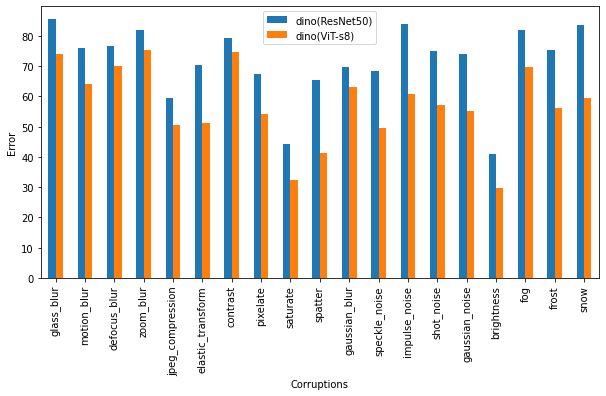 dino(ResNet50)
dino(ViT-s8)
Error
80
70
60
50
40
30
20
10
0
glass_blur
motion_blur
defocus_blur
zoom_blur
jpeg_compression
elastic_transform
contrast
pixelate
saturate
spatter
gaussian_blur
speckle_noise
impulse_noise
shot_noise
gaussian_noise
brightness
fog
frost
snow
Corruptions